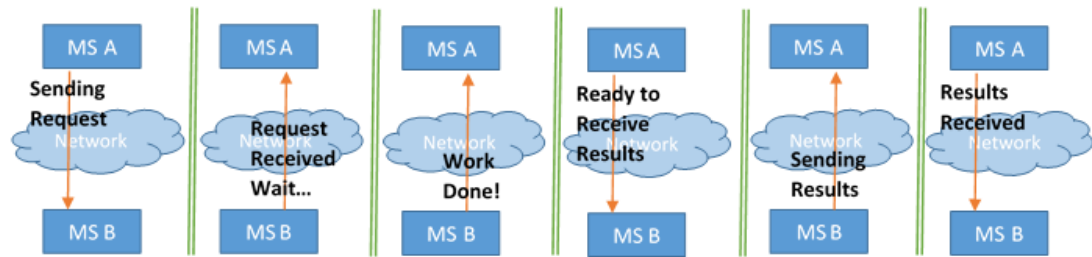 MS A
Sending
Request
Network
MS B
MS A
Network
Request
Received
Wait...
MS B
MS A
Network
Work
Done!
MS B
MS A
Ready to
Receive
Network
Results
MS B
MS A
Network
Sending
Results
MS B
MS A
Results
Received
Network
MS B